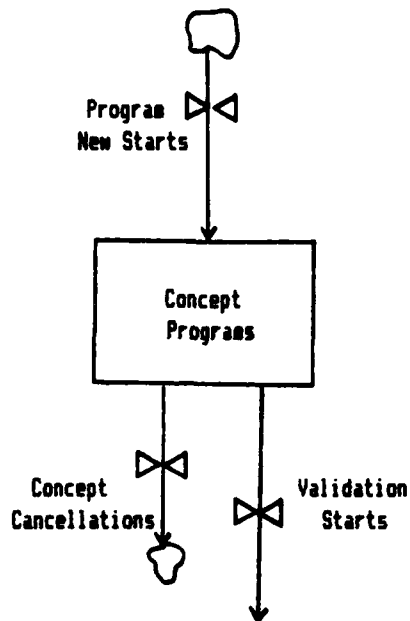 Program
New Starts
Concept
Programs
Concept
Cancellations
Validation
Starts